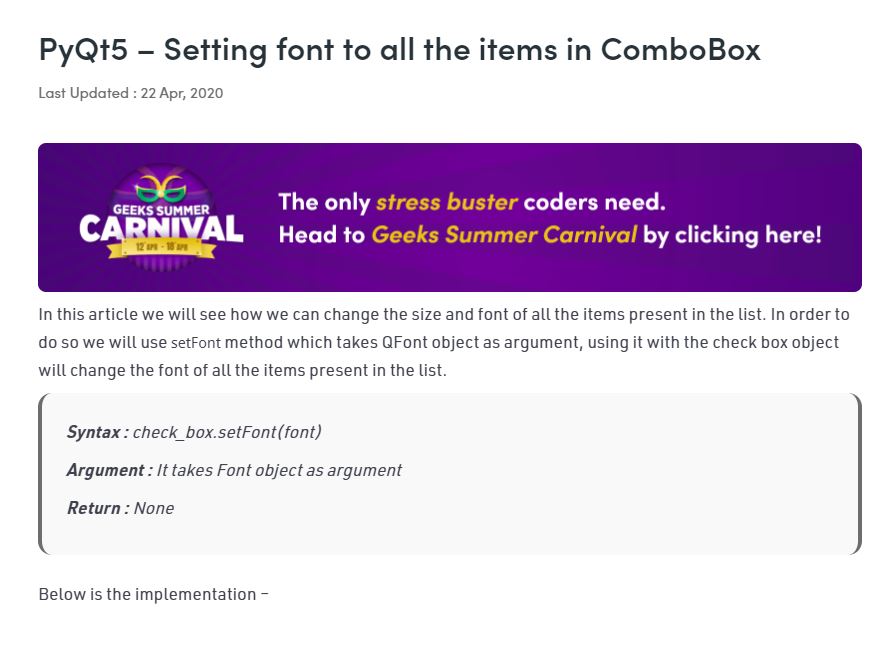 PyQt5 – Setting font to all the items in ComboBox
Last Updated : 22 Apr, 2020
GEEKS SUMMER
CARNIVAL
12 APR - 18 APR
The only stress buster coders need.
Head to Geeks Summer Carnival by clicking here!
In this article we will see how we can change the size and font of all the items present in the list. In order to
do so we will use setFont method which takes QFont object as argument, using it with the check box object
will change the font of all the items present in the list.
Syntax : check_box.setFont(font)
Argument : It takes Font object as argument
Return : None
Below is the implementation –